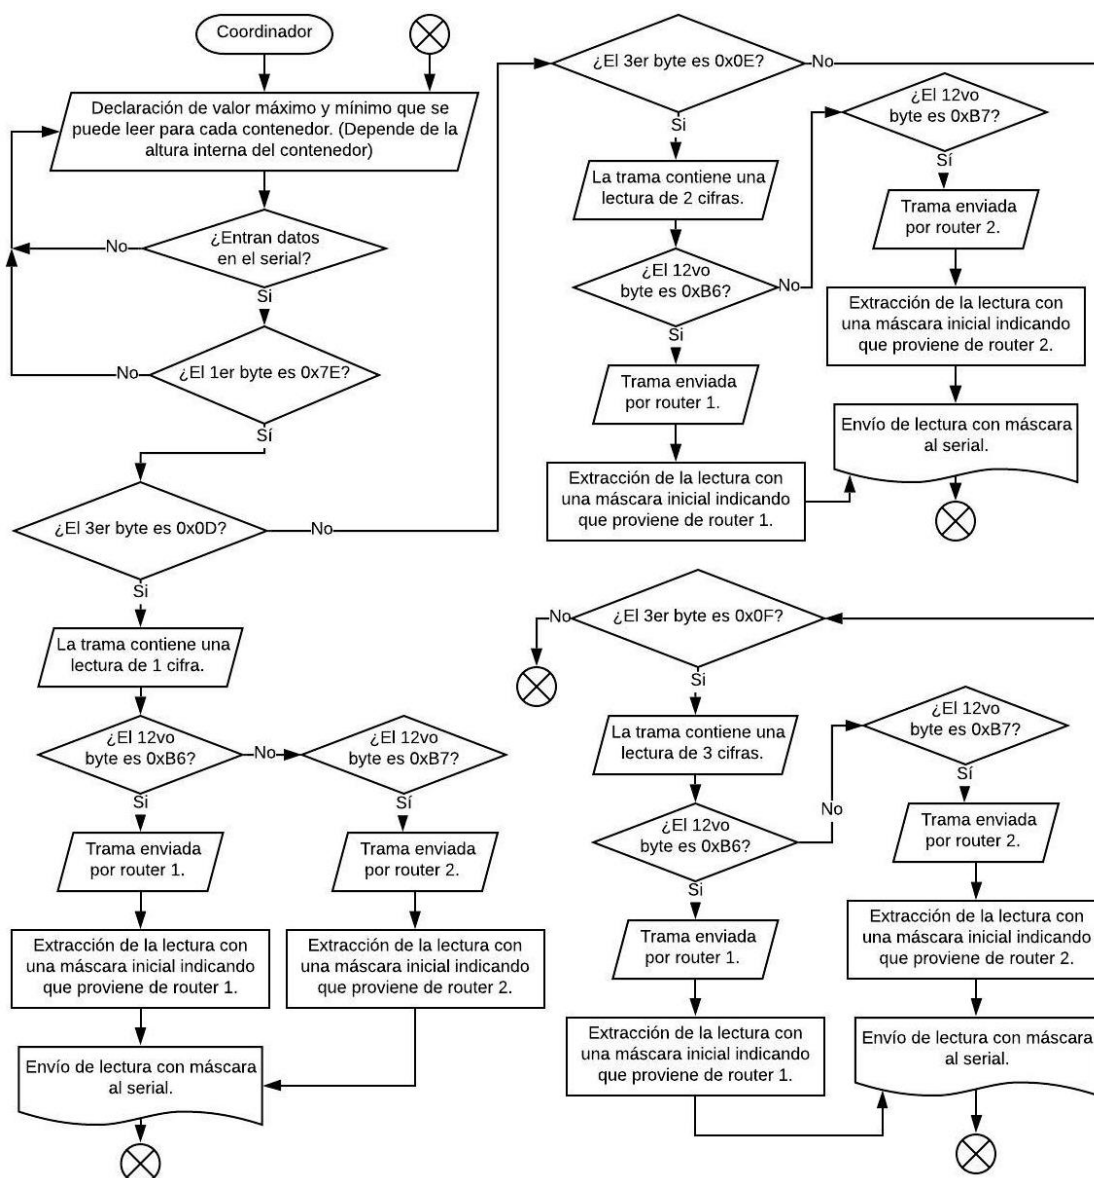 Coordinador
Declaración de valor máximo y mínimo que se
puede leer para cada contenedor. (Depende de la
altura interna del contenedor)
¿Entran datos
en el serial?
No
Si
¿El 1er byte es 0x7E?
No
Sí
¿El 3er byte es 0x0D?
No
Si
La trama contiene una
lectura de 1 cifra.
¿El 12vo
byte es 0xB6?
No
¿El 12vo
byte es 0xB7?
Si
Sí
Trama enviada
por router 1.
Trama enviada
por router 2.
Extracción de la lectura con
una máscara inicial indicando
que proviene de router 1.
Extracción de la lectura con
una máscara inicial indicando
que proviene de router 2.
Envío de lectura con máscara
al serial.
¿El 3er byte es 0x0E?
No
Si
La trama contiene una
lectura de 2 cifras.
¿El 12vo
byte es 0xB6?
No
Si
Trama enviada
por router 1.
Extracción de la lectura con
una máscara inicial indicando
que proviene de router 1.
¿El 12vo
byte es 0xB7?
Sí
Trama enviada
por router 2.
Extracción de la lectura con
una máscara inicial indicando
que proviene de router 2.
Envío de lectura con máscara
al serial.
¿El 3er byte es 0x0F?
No
Si
La trama contiene una
lectura de 3 cifras.
¿El 12vo
byte es 0xB6?
No
Si
Trama enviada
por router 1.
Extracción de la lectura con
una máscara inicial indicando
que proviene de router 1.
¿El 12vo
byte es 0xB7?
Sí
Trama enviada
por router 2.
Extracción de la lectura con
una máscara inicial indicando
que proviene de router 2.
Envío de lectura con máscara
al serial.